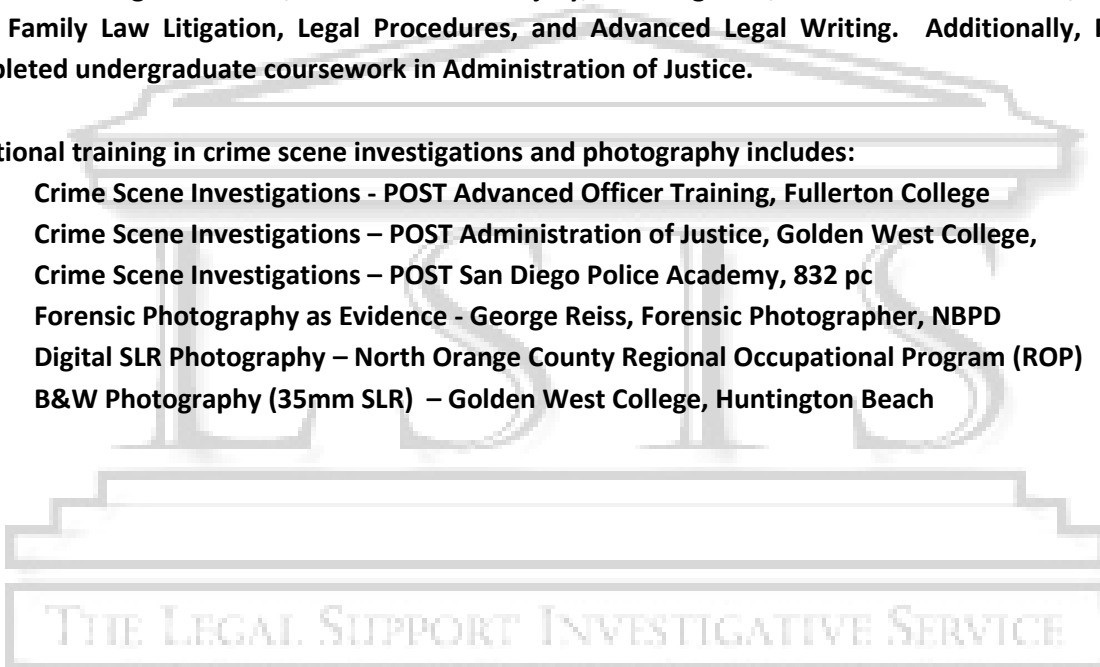 Family Law Litigation, Legal Procedures, and Advanced Legal Writing. Additionally,
pleted undergraduate coursework in Administration of Justice.
tional training in crime scene investigations and photography includes:
Crime Scene Investigations - POST Advanced Officer Training, Fullerton College
Crime Scene Investigations – POST Administration of Justice, Golden West College,
Crime Scene Investigations – POST San Diego Police Academy, 832 pc
Forensic Photography as Evidence - George Reiss, Forensic Photographer, NBPD
Digital SLR Photography – North Orange County Regional Occupational Program (ROP)
B&W Photography (35mm SLR) – Golden West College, Huntington Beach
LSIS
THE LEGAL SUPPORT INVESTIGATIVE SERVICE